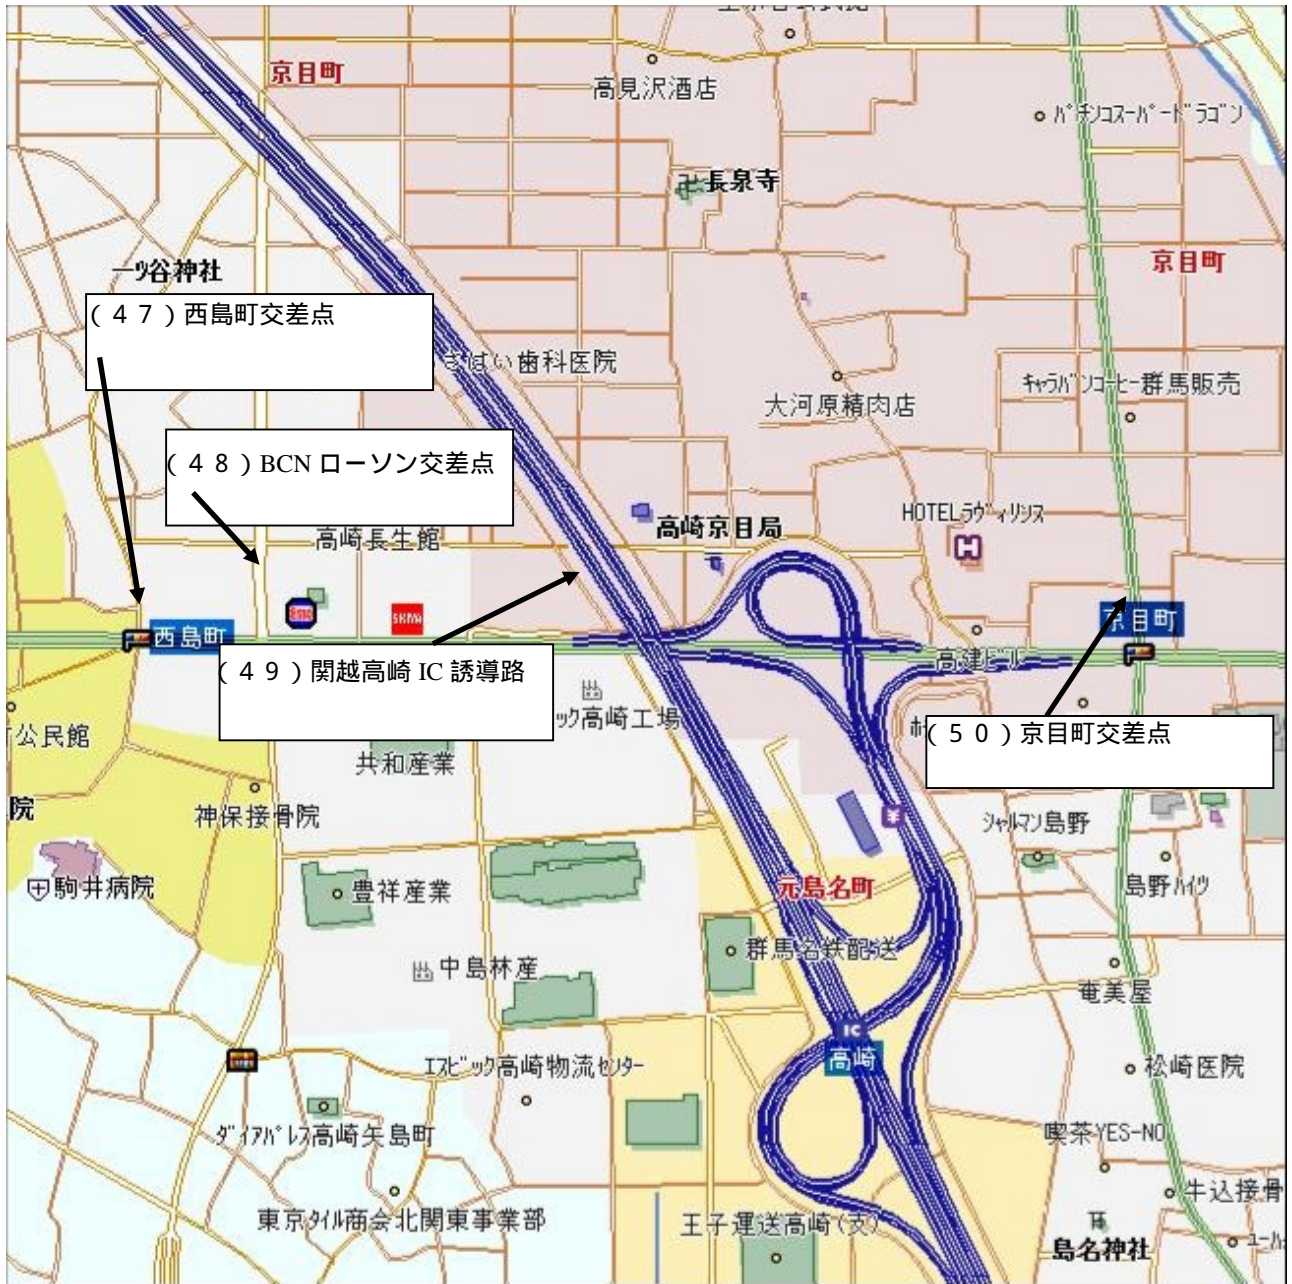 京目町
高見沢酒店
ﾊﾟﾁﾝｺｽｰﾊﾟｰﾄﾞﾗｺﾞﾝ
長泉寺
一ﾂ谷神社
京目町
(４７)西島町交差点
きはい歯科医院
大河原精肉店
ｷｬﾗﾊﾞﾝｺｰﾋｰ群馬販売
(４８)BCN ローソン交差点
高崎長生館
高崎京目局
HOTELﾗｳﾞｨﾘﾝｽ
H
西島町
京目町
(４９)関越高崎 IC 誘導路
高建ﾋﾞﾙ
ｯｸ高崎工場
公民館
(５０)京目町交差点
共和産業
院
神保接骨院
¥
ｼｬﾙﾏﾝ島野
駒井病院
豊祥産業
元島名町
島野ﾊｲﾂ
群馬名鉄配送
中島林産
奄美屋
IC
高崎
ｴｽﾋﾞｯｸ高崎物流ｾﾝﾀｰ
松崎医院
ﾀﾞｲｱﾊﾟﾚｽ高崎矢島町
喫茶YES-NO
牛込接骨
東京ﾀｲﾙ商会北関東事業部
王子運送高崎(支)
島名神社